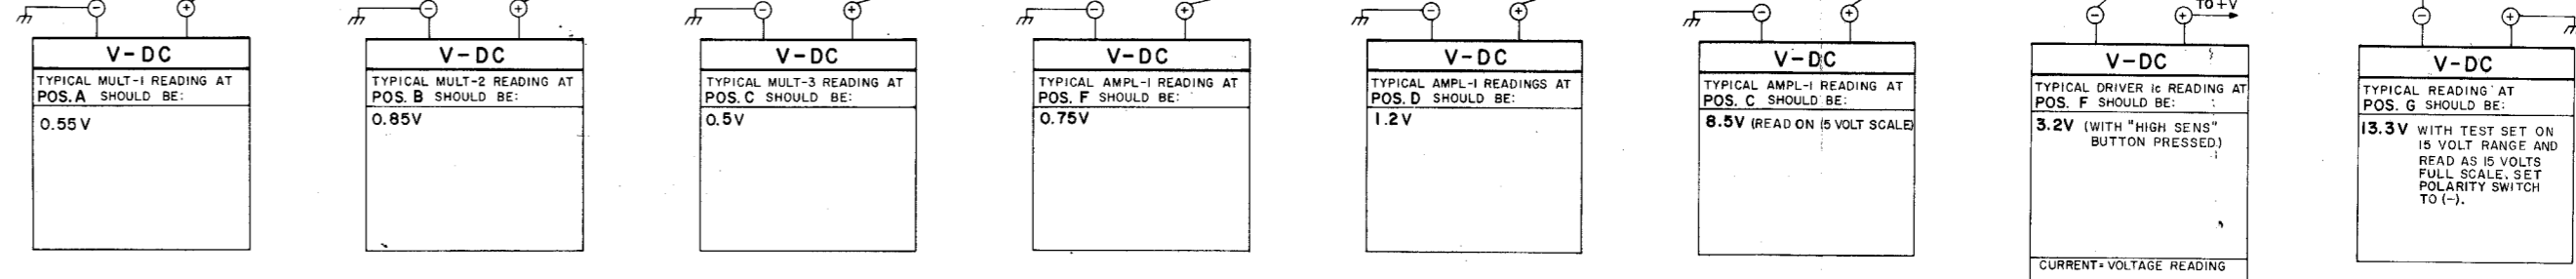 V-DC
TYPICAL MULT-1 READING AT
POS. A SHOULD BE:
0.55V
V-DC
TYPICAL MULT-2 READING AT
POS. B SHOULD BE:
0.85V
V-DC
TYPICAL MULT-3 READING AT
POS. C SHOULD BE:
0.5V
V-DC
TYPICAL AMPL-1 READING AT
POS. F SHOULD BE:
0.75V
V-DC
TYPICAL AMPL-1 READINGS AT
POS. D SHOULD BE:
1.2V
V-DC
TYPICAL AMPL-1 READING AT
POS. C SHOULD BE:
8.5V (READ ON 15 VOLT SCALE)
TO +V
V-DC
TYPICAL DRIVER Ic READING AT
POS. F SHOULD BE:
3.2V (WITH "HIGH SENS"
BUTTON PRESSED.)
CURRENT= VOLTAGE READING
V-DC
TYPICAL READING AT
POS. G SHOULD BE:
13.3V WITH TEST SET ON
15 VOLT RANGE AND
READ AS 15 VOLTS
FULL SCALE. SET
POLARITY SWITCH
TO (-).